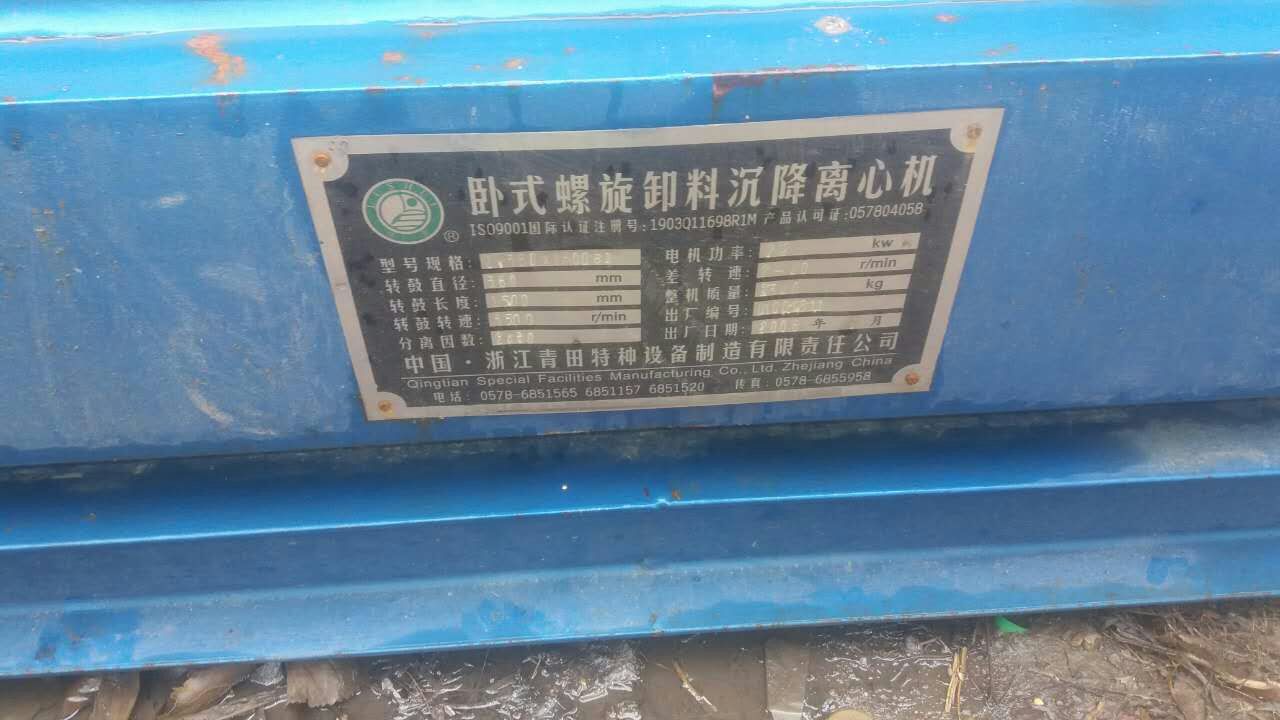 卧式螺旋卸料沉降离心机
®
ISO9001国际认证注册号:1903Q11698R1M 产品认可证:057804058
型号规格:
转鼓直径: mm
转鼓长度: mm
转鼓转速: r/min
分离因数:
电机功率: kw
差转速: r/min
整机质量: kg
出厂编号:
出厂日期: 年 月
中国·浙江青田特种设备制造有限责任公司
Qingtian Special Facilities Manufacturing Co., Ltd. Zhejiang China
电话: 0578-6851565 6851157 6851520 传真: 0578-6855958